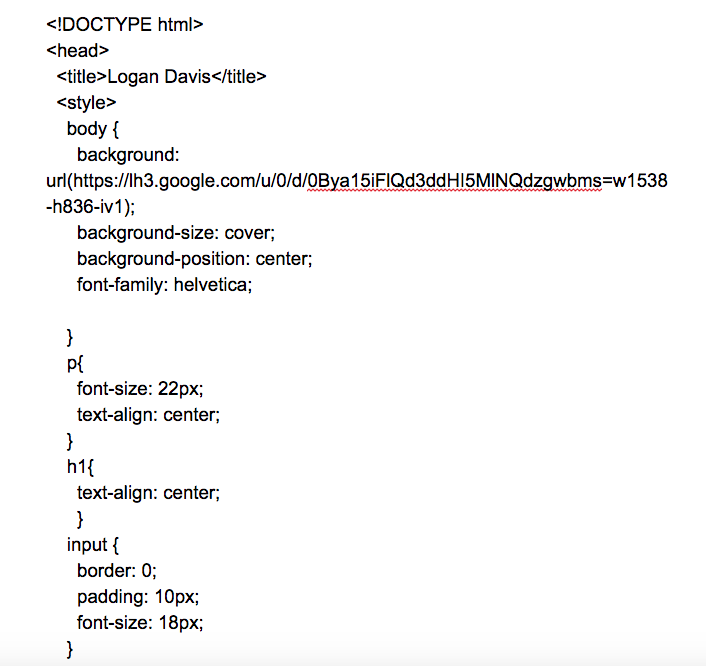 <!DOCTYPE html>
<head>
<title>Logan Davis</title>
<style>
body {
background:
url(https://lh3.google.com/u/0/d/0Bya15iFlQd3ddHl5MlNQdzgwbms=w1538
-h836-iv1);
background-size: cover;
background-position: center;
font-family: helvetica;
}
p{
font-size: 22px;
text-align: center;
}
h1{
text-align: center;
}
input {
border: 0;
padding: 10px;
font-size: 18px;
}